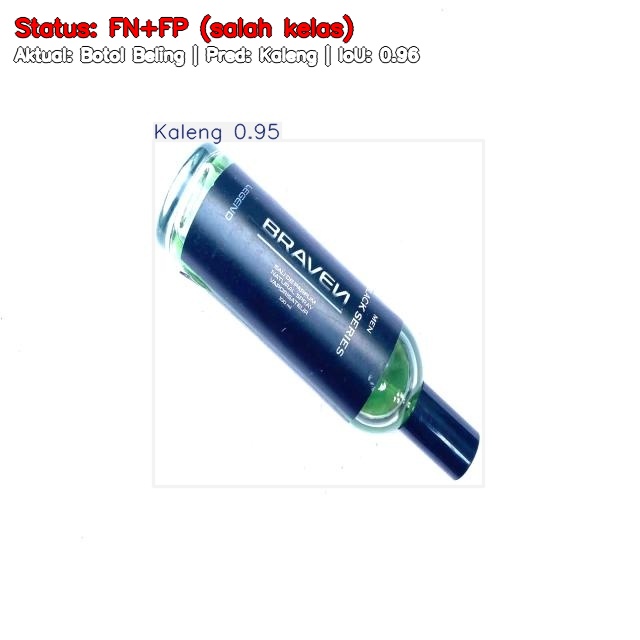 Status: FN+FP (salah kelas)
Aktual: Botol Beling | Pred: Kaleng | IoU: 0.96
Kaleng 0.95
LEGEND
BRAVEN
EAU DE PARFUM
NATURAL SPRAY
VAPORISATEUR
100 ml
MEN
BLACK SERIES